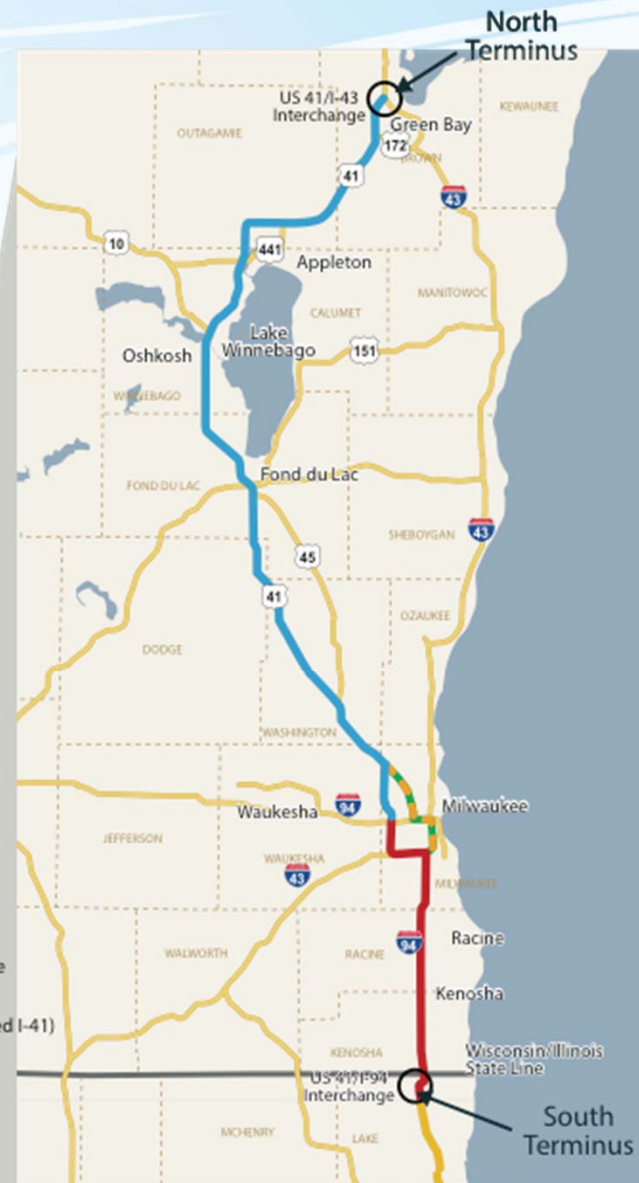 North
Terminus
US 41/I-43
Interchange
KEWAUNEE
OUTAGAMIE
Green Bay
172
BROWN
41
43
10
441
Appleton
MANITOWOC
CALUMET
Lake
Winnebago
Oshkosh
151
WINNEBAGO
Fond du Lac
FOND DU LAC
SHEBOYGAN
43
45
41
OZAUKEE
DODGE
WASHINGTON
94
Milwaukee
Waukesha
JEFFERSON
WAUKESHA
43
MILWAUKEE
WALWORTH
RACINE
94
Racine
e
Kenosha
ed I-41)
KENOSHA
Wisconsin/Illinois
State Line
US 41/I-94
Interchange
MCHENRY
LAKE
South
Terminus